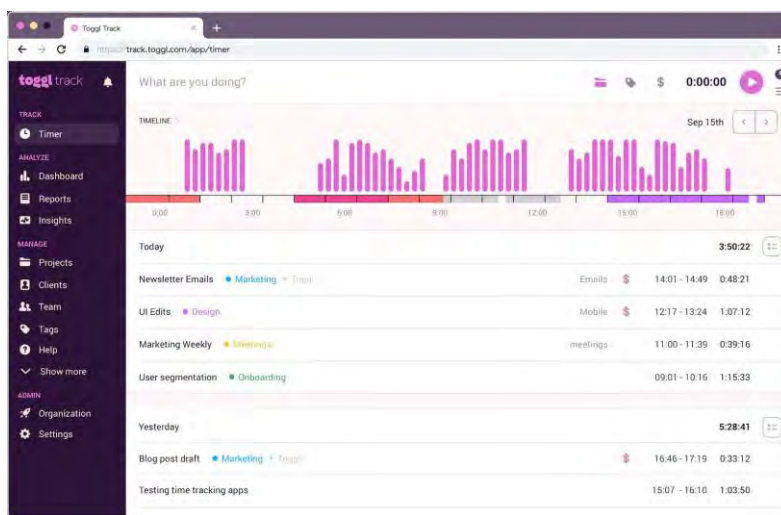 Toggl Track
https://track.toggl.com/app/timer
toggl track
What are you doing?
$ 0:00:00
TRACK
Timer
ANALYZE
Dashboard
Reports
Insights
MANAGE
Projects
Clients
Team
Tags
Help
Show more
ADMIN
Organization
Settings
TIMELINE
Sep 15th
0:00 3:00 6:00 8:00 12:00 15:00 18:00
Today 3:50:22
Newsletter Emails Marketing Emails $ 14:01 - 14:49 0:48:21
UI Edits Design Mobile $ 12:17 - 13:24 1:07:12
Marketing Weekly Meetings meetings 11:00 - 11:39 0:39:16
User segmentation Onboarding 09:01 - 10:16 1:15:33
Yesterday 5:28:41
Blog post draft Marketing Toggl $ 16:46 - 17:19 0:33:12
Testing time tracking apps 15:07 - 16:10 1:03:50